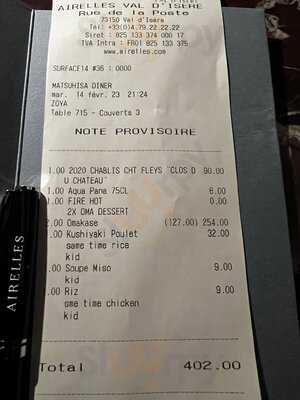 AIRELLES VAL D'ISERE
Rue de la Poste
73150 Val d'Isere
Tel: +33(0)4.79.22.22.22
Siret : 825 133 374 000 17
TVA Intra : FR01 825 133 375
www.airelles.com
SURFACE14 #36 : 0000
MATSUHISA DINER
mar. 14 févr. 23 21:24
ZOYA
Table 715 - Couverts 3
NOTE PROVISOIRE
1.00 2020 CHABLIS CHT FLEYS "CLOS D 90.00
U CHATEAU"
1.00 Aqua Pana 75CL 6.00
1.00 FIRE HOT 0.00
2X OMA DESSERT
2.00 Omakase (127.00) 254.00
.00 Kushiyaki Poulet 32.00
same time rice
kid
.00 Soupe Miso 9.00
kid
.00 Riz 9.00
sme time chicken
kid
Total 402.00
AIRELLES